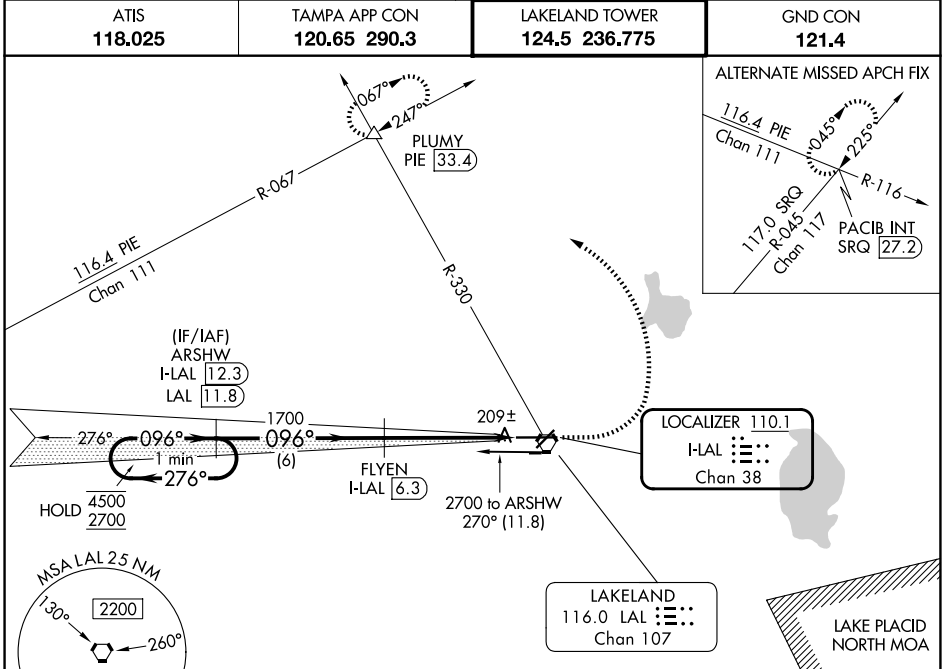 ATIS
118.025
TAMPA APP CON
120.65 290.3
LAKELAND TOWER
124.5 236.775
GND CON
121.4
ALTERNATE MISSED APCH FIX
116.4 PIE
Chan 111
045°
225°
R-116
117.0 SRQ
R-045
Chan 117
PACIB INT
SRQ 27.2
067°
247°
PLUMY
PIE 33.4
R-067
116.4 PIE
Chan 111
R-330
(IF/IAF)
ARSHW
I-LAL 12.3
LAL 11.8
1700
209±
276°
096°
096°
1 min
(6)
276°
HOLD 4500
2700
FLYEN
I-LAL 6.3
2700 to ARSHW
270° (11.8)
LOCALIZER 110.1
I-LAL
Chan 38
MSA LAL 25 NM
130°
2200
260°
LAKELAND
116.0 LAL
Chan 107
LAKE PLACID
NORTH MOA